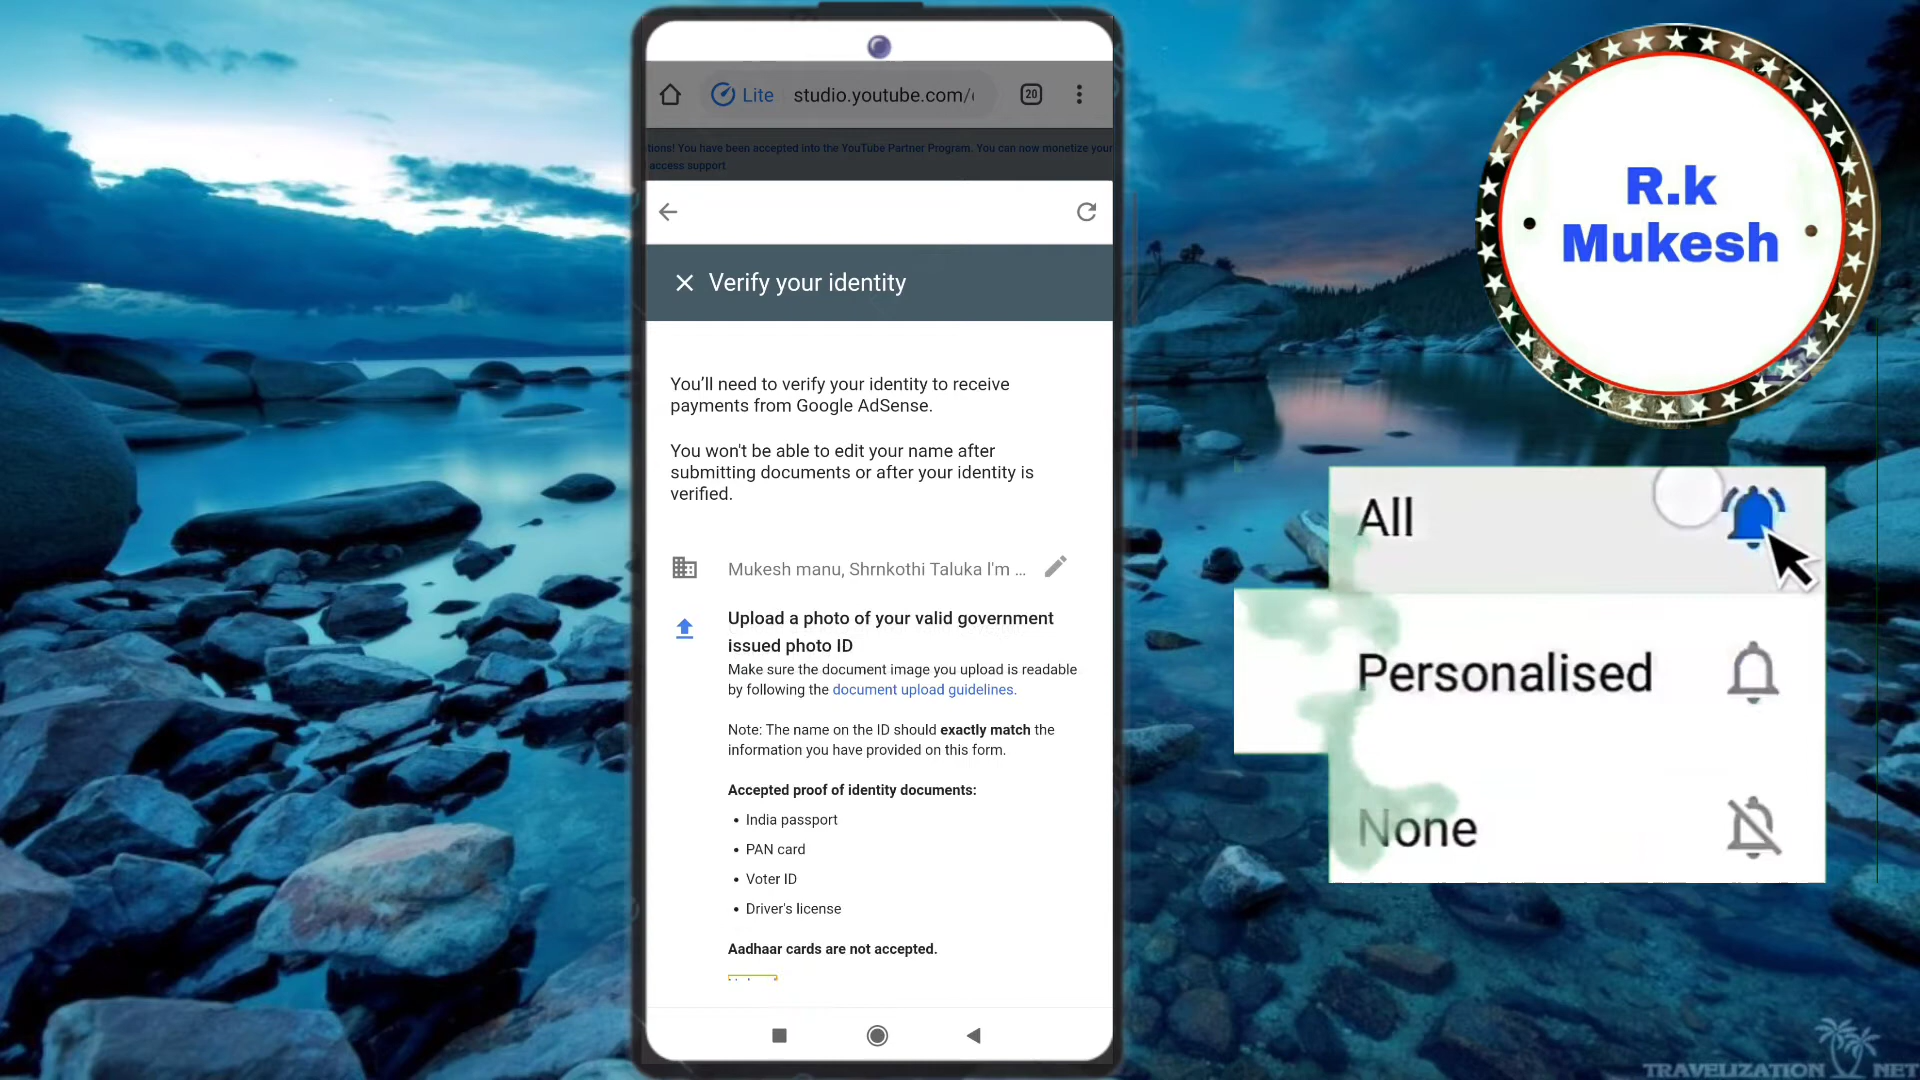 Lite studio.youtube.com/
20
tions! You have been accepted into the YouTube Partner Program. You can now monetize your
access support
Verify your identity
You'll need to verify your identity to receive
payments from Google AdSense.
You won't be able to edit your name after
submitting documents or after your identity is
verified.
Mukesh manu, Shrnkothi Taluka I'm ...
Upload a photo of your valid government
issued photo ID
Make sure the document image you upload is readable
by following the document upload guidelines.
Note: The name on the ID should exactly match the
information you have provided on this form.
Accepted proof of identity documents:
• India passport
• PAN card
• Voter ID
• Driver's license
Aadhaar cards are not accepted.
R.k
Mukesh
All
Personalised
None
TRAVELIZATION NET